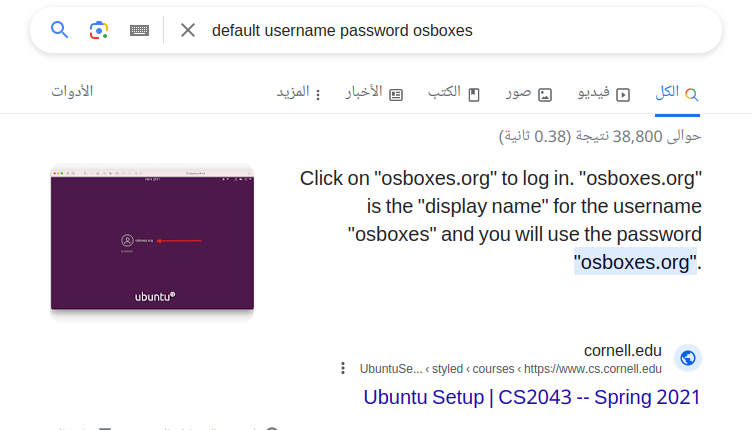 default username password osboxes
الكل
فيديو
صور
الكتب
الأخبار
المزيد
الأدوات
حوالى 38,800 نتيجة (0.38 ثانية)
Click on "osboxes.org" to log in. "osboxes.org"
is the "display name" for the username
"osboxes" and you will use the password
"osboxes.org".
ubuntu
cornell.edu
UbuntuSe... › styled › courses › https://www.cs.cornell.edu
Ubuntu Setup | CS2043 -- Spring 2021